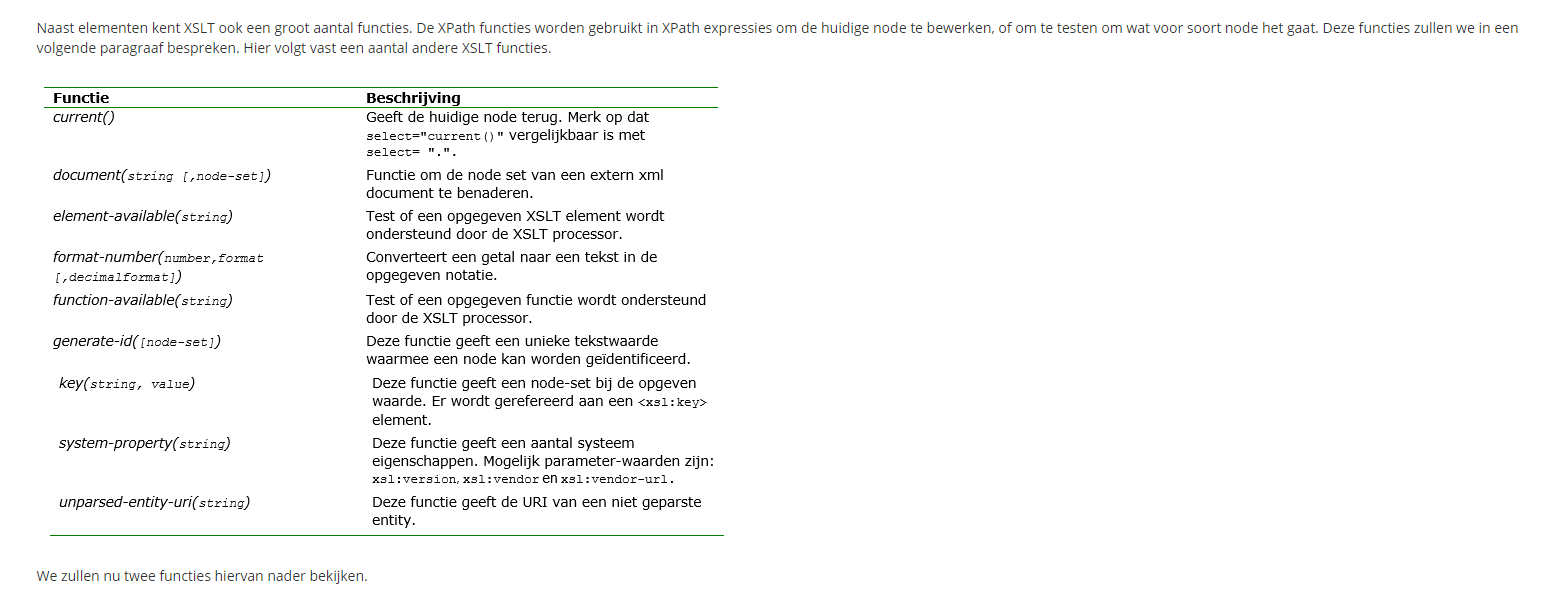 Naast elementen kent XSLT ook een groot aantal functies. De XPath functies worden gebruikt in XPath expressies om de huidige node te bewerken, of om te testen om wat voor soort node het gaat. Deze functies zullen we in een
volgende paragraaf bespreken. Hier volgt vast een aantal andere XSLT functies.
Functie Beschrijving
current() Geeft de huidige node terug. Merk op dat
select="current()" vergelijkbaar is met
select= ".".
document(string [,node-set]) Functie om de node set van een extern xml
document te benaderen.
element-available(string) Test of een opgegeven XSLT element wordt
ondersteund door de XSLT processor.
format-number(number,format Converteert een getal naar een tekst in de
[,decimalformat]) opgegeven notatie.
function-available(string) Test of een opgegeven functie wordt ondersteund
door de XSLT processor.
generate-id([node-set]) Deze functie geeft een unieke tekstwaarde
waarmee een node kan worden geïdentificeerd.
key(string, value) Deze functie geeft een node-set bij de opgeven
waarde. Er wordt gerefereerd aan een <xsl:key>
element.
system-property(string) Deze functie geeft een aantal systeem
eigenschappen. Mogelijk parameter-waarden zijn:
xsl:version, xsl:vendor en xsl:vendor-url.
unparsed-entity-uri(string) Deze functie geeft de URI van een niet geparste
entity.
We zullen nu twee functies hiervan nader bekijken.